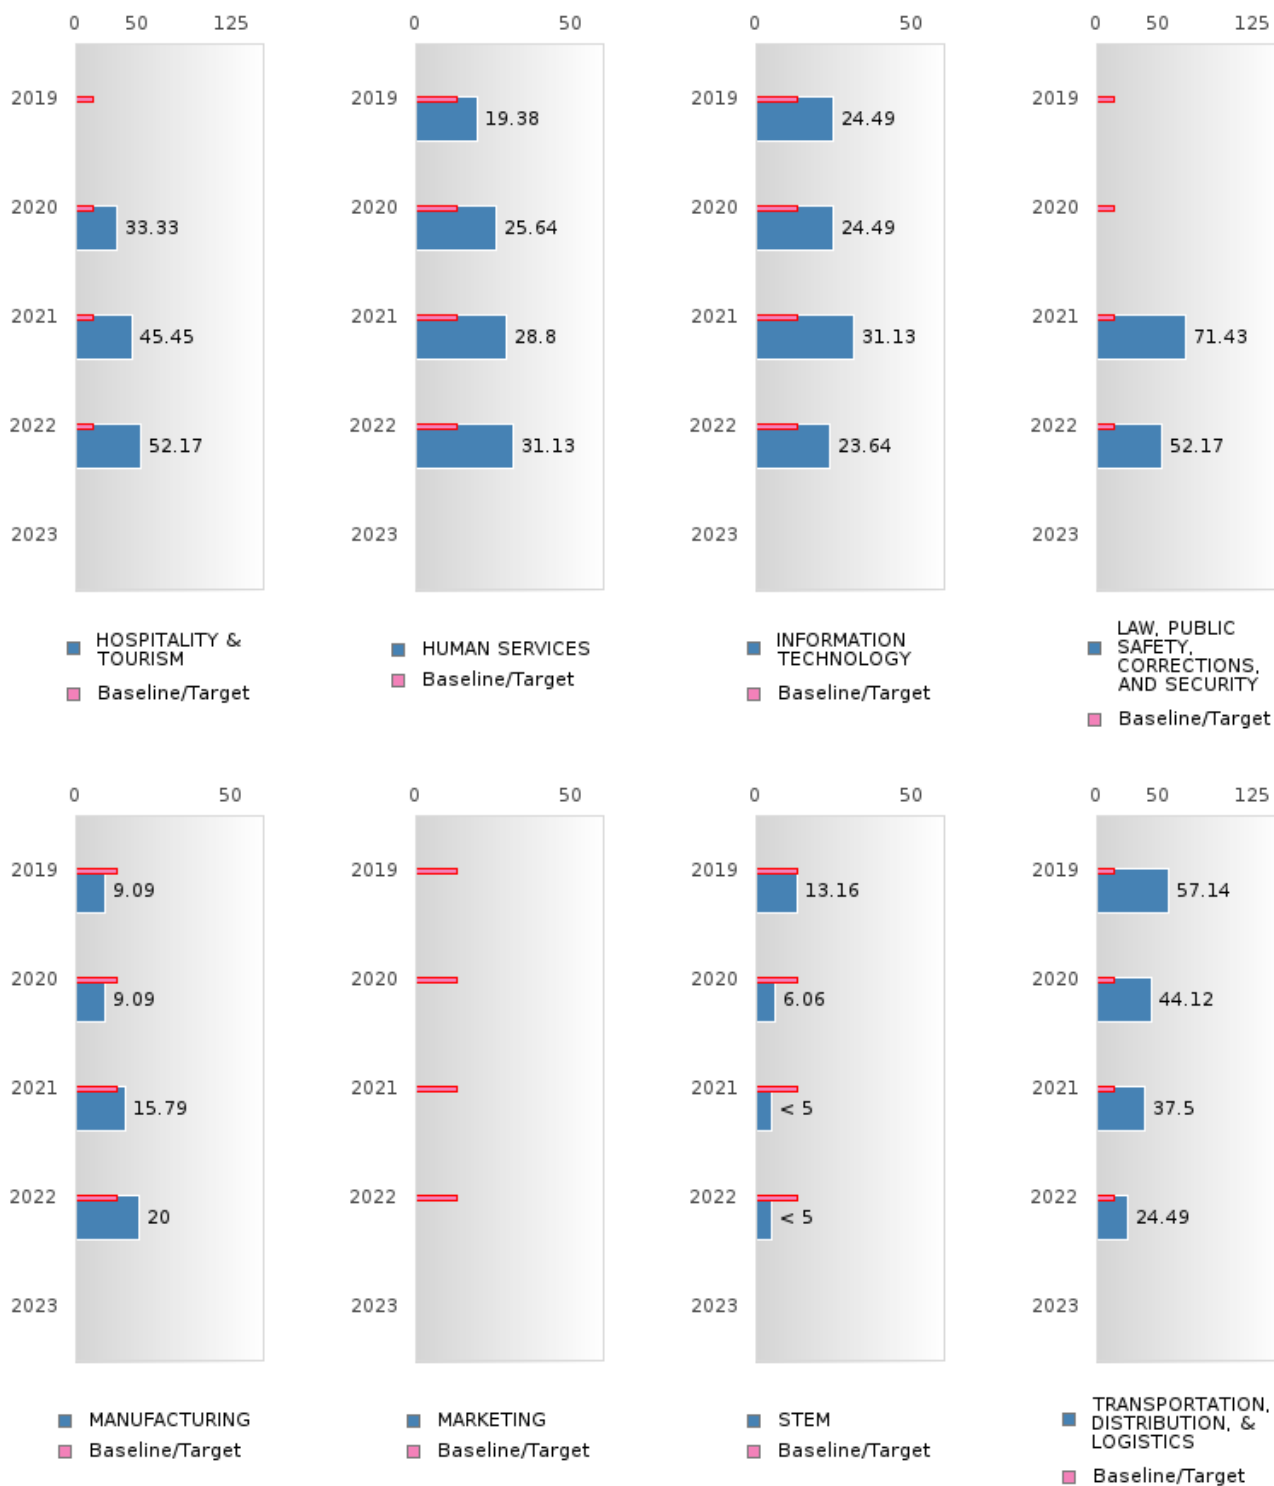 0 50 125
2019
2020
33.33
2021
45.45
2022
52.17
2023
HOSPITALITY &
TOURISM
Baseline/Target
0 50
2019
19.38
2020
25.64
2021
28.8
2022
31.13
2023
HUMAN SERVICES
Baseline/Target
0 50
2019
24.49
2020
24.49
2021
31.13
2022
23.64
2023
INFORMATION
TECHNOLOGY
Baseline/Target
0 50 125
2019
2020
2021
71.43
2022
52.17
2023
LAW, PUBLIC
SAFETY,
CORRECTIONS,
AND SECURITY
Baseline/Target
0 50
2019
9.09
2020
9.09
2021
15.79
2022
20
2023
MANUFACTURING
Baseline/Target
0 50
2019
2020
2021
2022
2023
MARKETING
Baseline/Target
0 50
2019
13.16
2020
6.06
2021
< 5
2022
< 5
2023
STEM
Baseline/Target
0 50 125
2019
57.14
2020
44.12
2021
37.5
2022
24.49
2023
TRANSPORTATION,
DISTRIBUTION, &
LOGISTICS
Baseline/Target